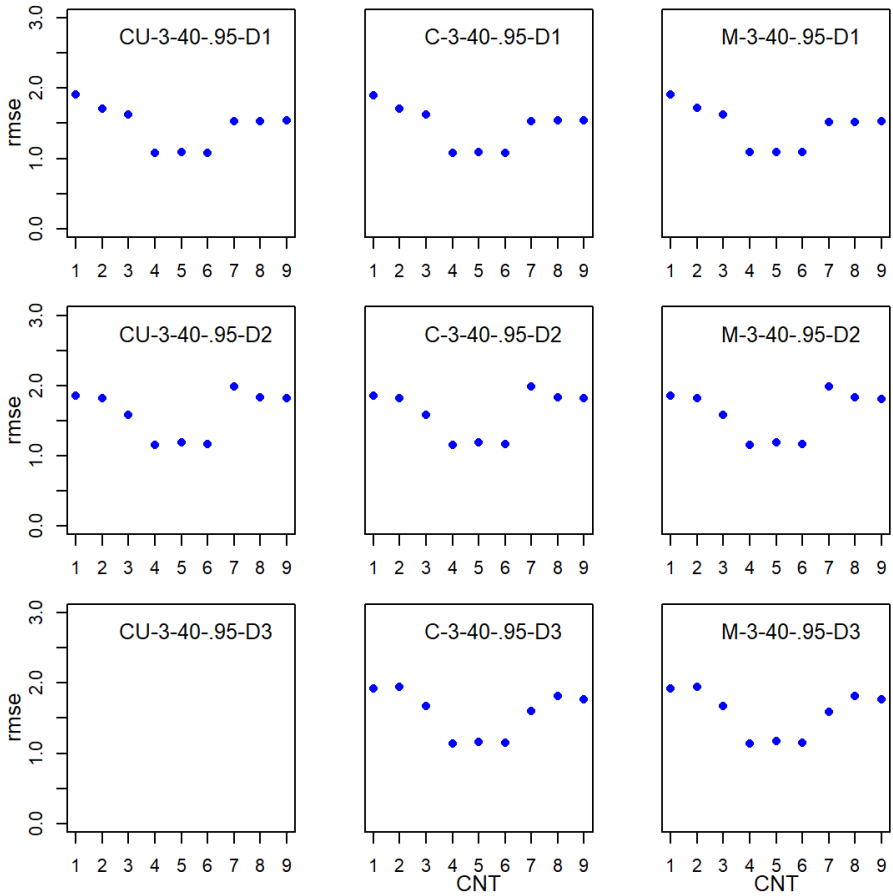 CU-3-40-.95-D1
C-3-40-.95-D1
M-3-40-.95-D1
rmse
3.0
2.0
1.0
0.0
1 2 3 4 5 6 7 8 9
1 2 3 4 5 6 7 8 9
1 2 3 4 5 6 7 8 9
CU-3-40-.95-D2
C-3-40-.95-D2
M-3-40-.95-D2
rmse
3.0
2.0
1.0
0.0
1 2 3 4 5 6 7 8 9
1 2 3 4 5 6 7 8 9
1 2 3 4 5 6 7 8 9
CU-3-40-.95-D3
C-3-40-.95-D3
M-3-40-.95-D3
rmse
3.0
2.0
1.0
0.0
1 2 3 4 5 6 7 8 9
1 2 3 4 5 6 7 8 9
1 2 3 4 5 6 7 8 9
CNT
CNT